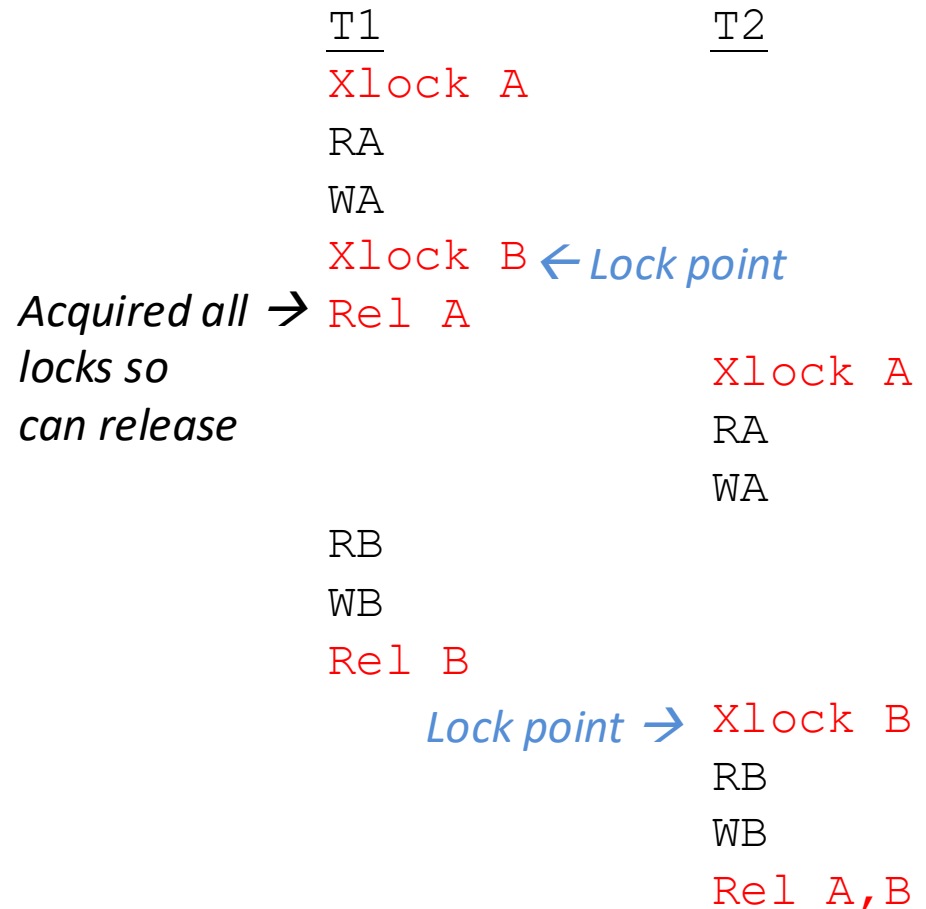 T1 T2
Xlock A
RA
WA
Xlock B ← Lock point
Acquired all → Rel A
locks so Xlock A
can release RA
WA
RB
WB
Rel B
Lock point → Xlock B
RB
WB
Rel A,B